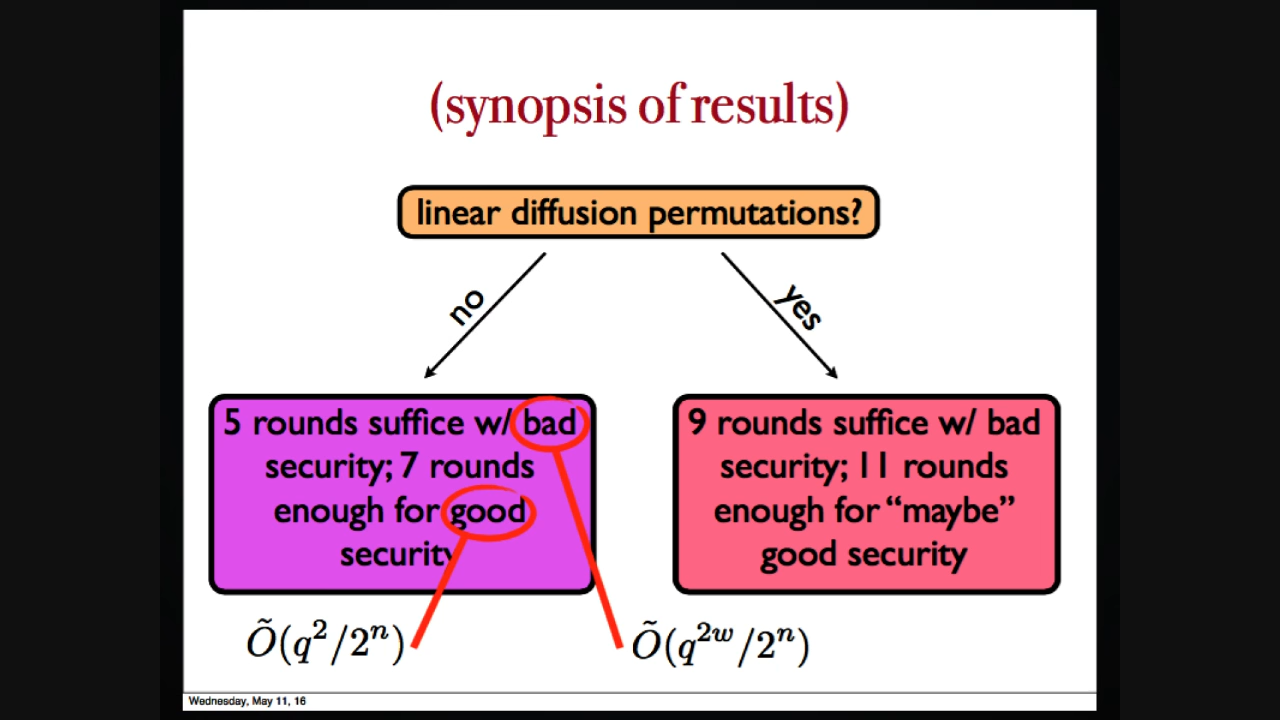 (synopsis of results)
linear diffusion permutations?
no
yes
5 rounds suffice w/ bad
security; 7 rounds
enough for good
security
9 rounds suffice w/ bad
security; 11 rounds
enough for “maybe”
good security
Õ(q²/2ⁿ)
Õ(q²ʷ/2ⁿ)
Wednesday, May 11, 16